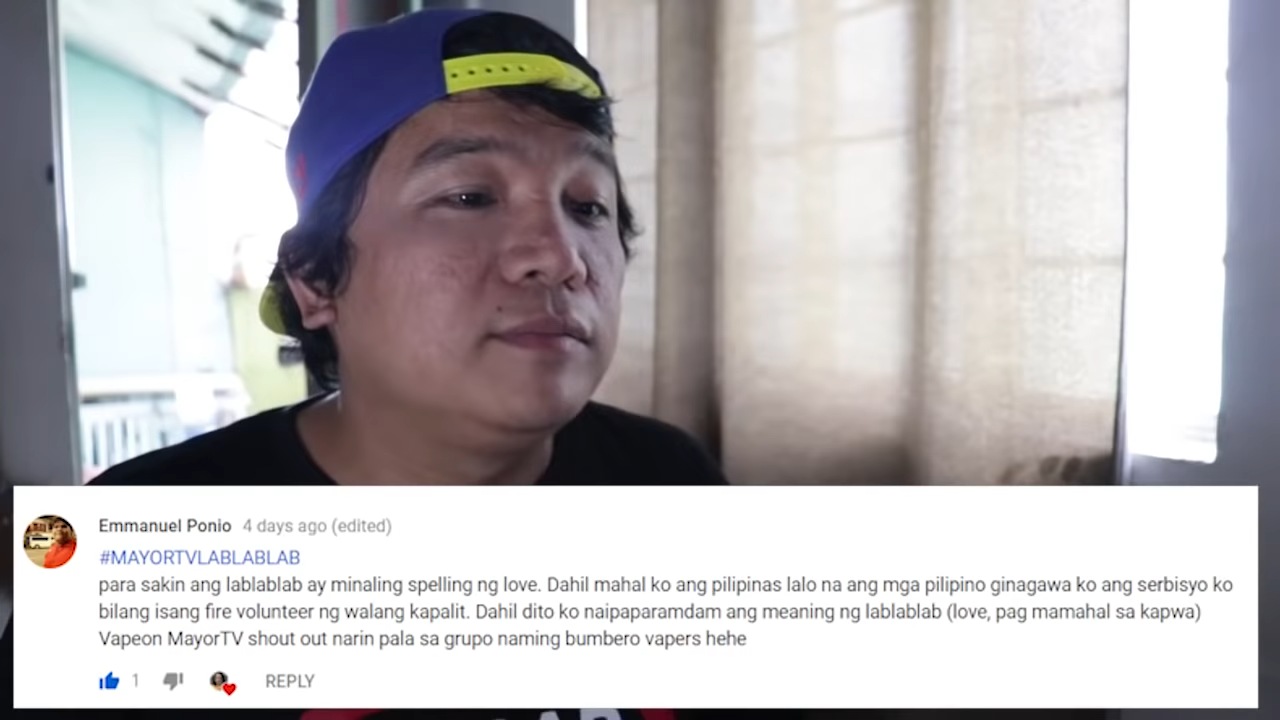 Emmanuel Ponio 4 days ago (edited)
#MAYORTVLABLABLAB
para sakin ang lablablab ay minaling spelling ng love. Dahil mahal ko ang pilipinas lalo na ang mga pilipino ginagawa ko ang serbisyo ko
bilang isang fire volunteer ng walang kapalit. Dahil dito ko naipaparamdam ang meaning ng lablablab (love, pag mamahal sa kapwa)
Vapeon MayorTV shout out narin pala sa grupo naming bumbero vapers hehe
1 REPLY